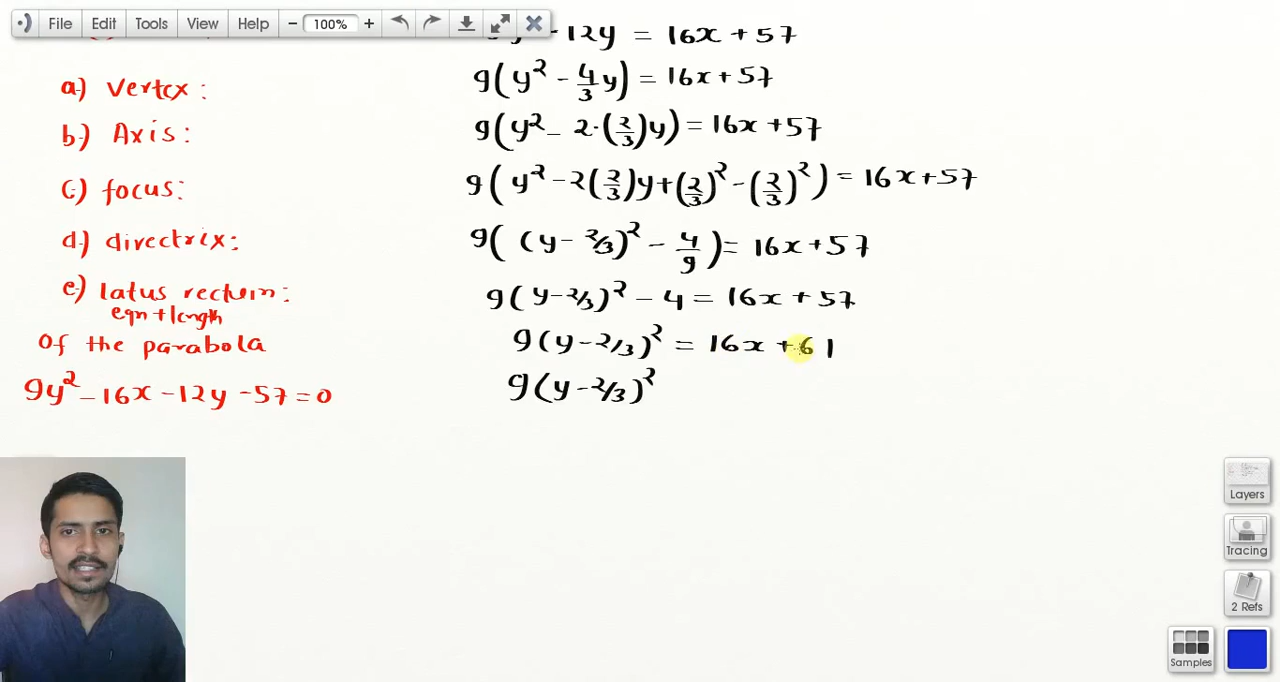 File Edit Tools View Help − 100% +
-12y = 16x+57
a) Vertex:
9(y² - 4/3 y) = 16x+57
b) Axis:
9(y² - 2·(2/3)y) = 16x+57
c) focus:
9(y² - 2(2/3)y + (2/3)² - (2/3)²) = 16x+57
d) directrix:
9((y - 2/3)² - 4/9) = 16x+57
e) latus rectum:
eqn + length
9(y-2/3)² - 4 = 16x+57
of the parabola
9(y-2/3)² = 16x+61
9y² - 16x - 12y - 57 = 0
9(y-2/3)²
Layers
Tracing
2 Refs
Samples